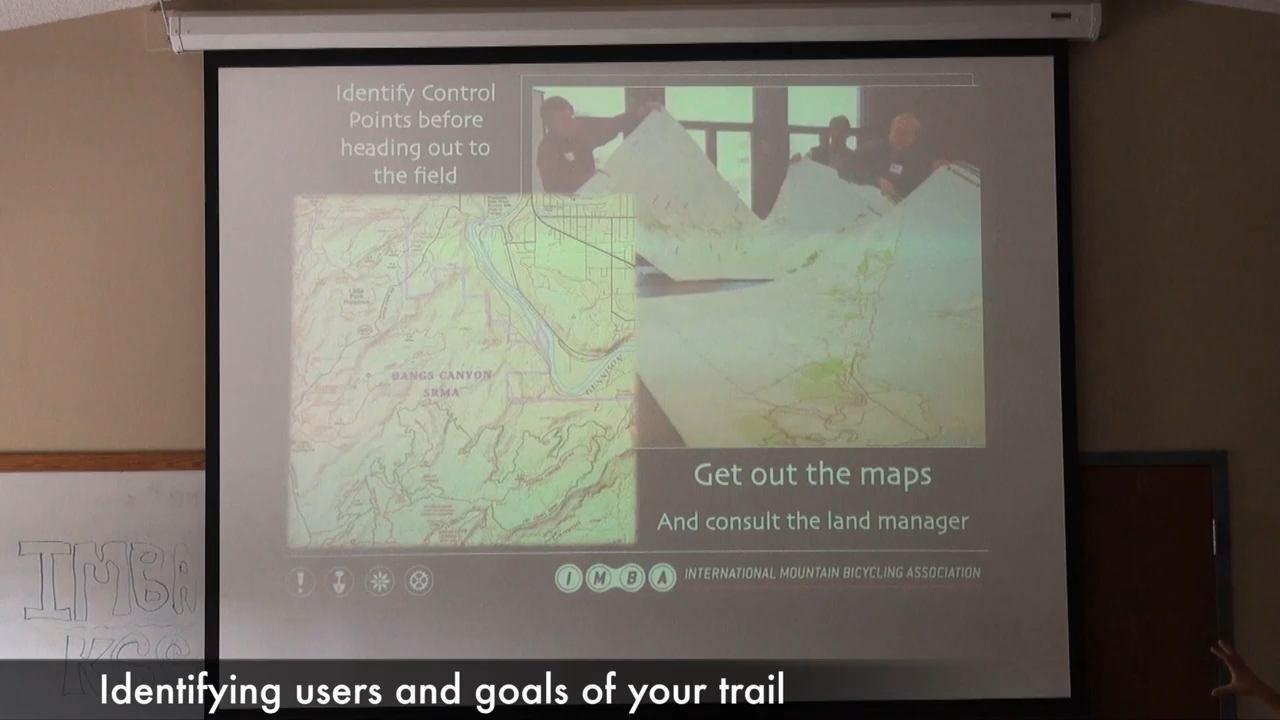 Identify Control
Points before
heading out to
the field
BANGS CANYON
SRMA
GUNNISON
Get out the maps
And consult the land manager
IMBA INTERNATIONAL MOUNTAIN BICYCLING ASSOCIATION
IMBA
Identifying users and goals of your trail